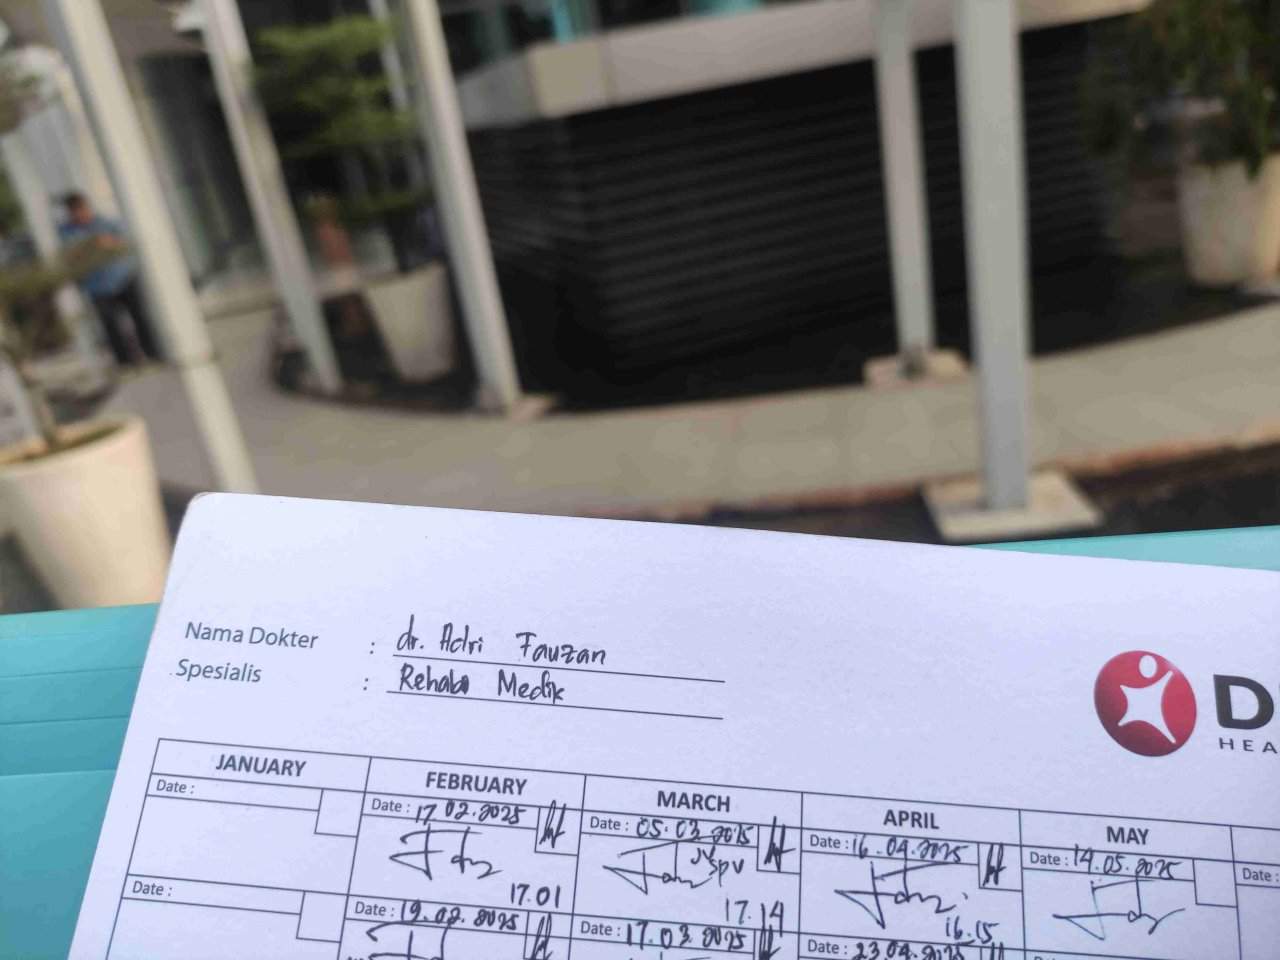 Nama Dokter : dr. Adri Fauzan
Spesialis : Rehab Medik
D
HEA
JANUARY FEBRUARY MARCH APRIL MAY
Date : Date : 17.02.2025 Date : 05.03.2025 Date : 16.04.2025 Date : 14.05.2025 Date :
JV SPV
17.01 17.14 16.15
Date : Date : 19.02.2025 Date : 17.03.2025 Date : 23.04.2025